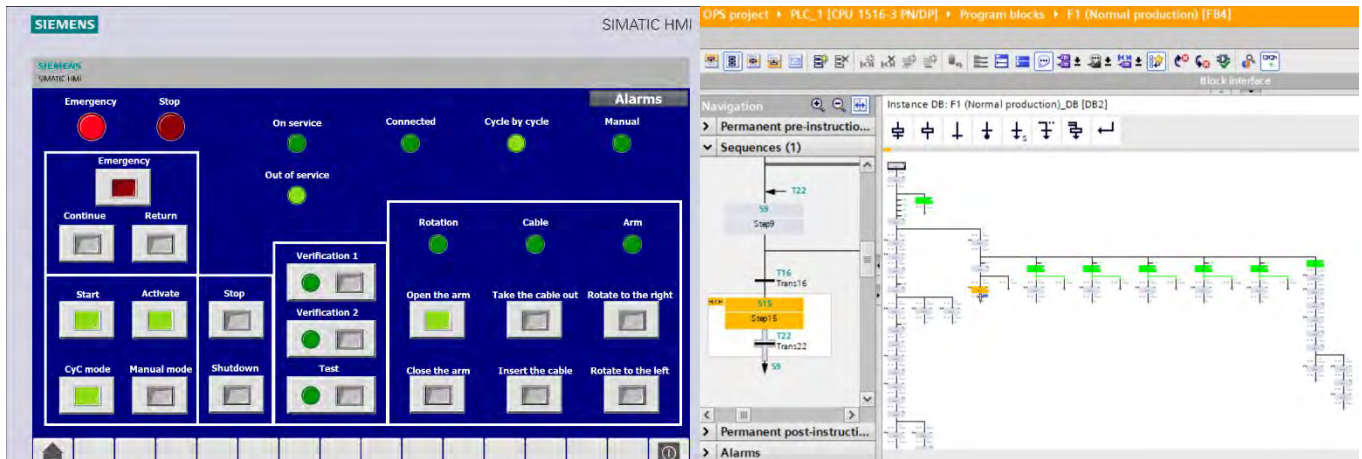 SIEMENS
SIMATIC HMI
SIEMENS
SIMATIC HMI
Alarms
Emergency Stop
On service Connected Cycle by cycle Manual
Emergency
Out of service
Continue Return
Rotation Cable Arm
Verification 1
Start Activate Stop
Open the arm Take the cable out Rotate to the right
Verification 2
CyC mode Manual mode Shutdown Test
Close the arm Insert the cable Rotate to the left
OPS project PLC_1 [CPU 1516-3 PN/DP] Program blocks F1 (Normal production) [FB4]
Block interface
Navigation
Instance DB: F1 (Normal production)_DB [DB2]
Permanent pre-instructio...
Sequences (1)
T22
S9
Step9
T16
Trans16
S15
Step15
T22
Trans22
S9
Permanent post-instructi...
Alarms